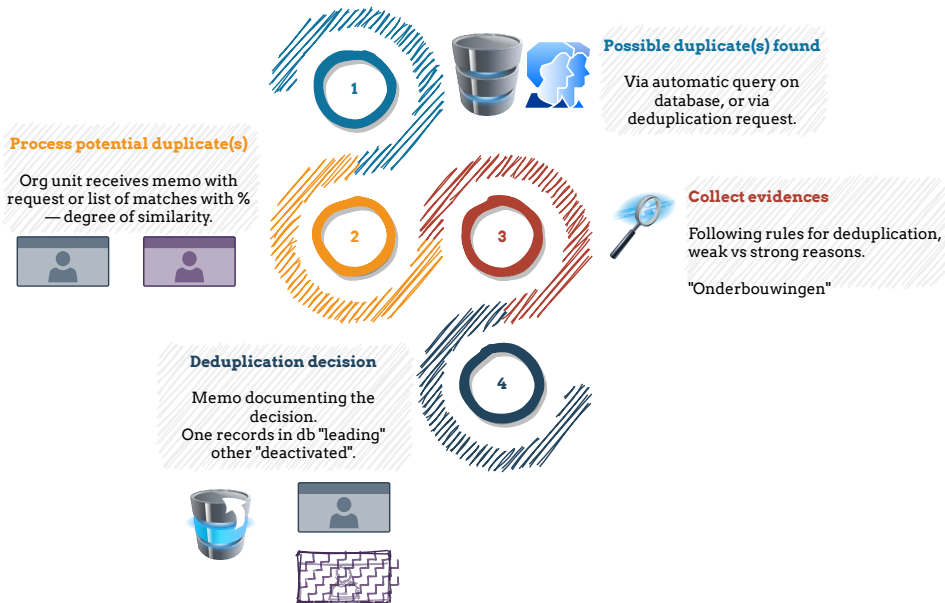 1
Possible duplicate(s) found
Via automatic query on
database, or via
deduplication request.
2
Process potential duplicate(s)
Org unit receives memo with
request or list of matches with %
— degree of similarity.
3
Collect evidences
Following rules for deduplication,
weak vs strong reasons.
"Onderbouwingen"
4
Deduplication decision
Memo documenting the
decision.
One records in db "leading"
other "deactivated".